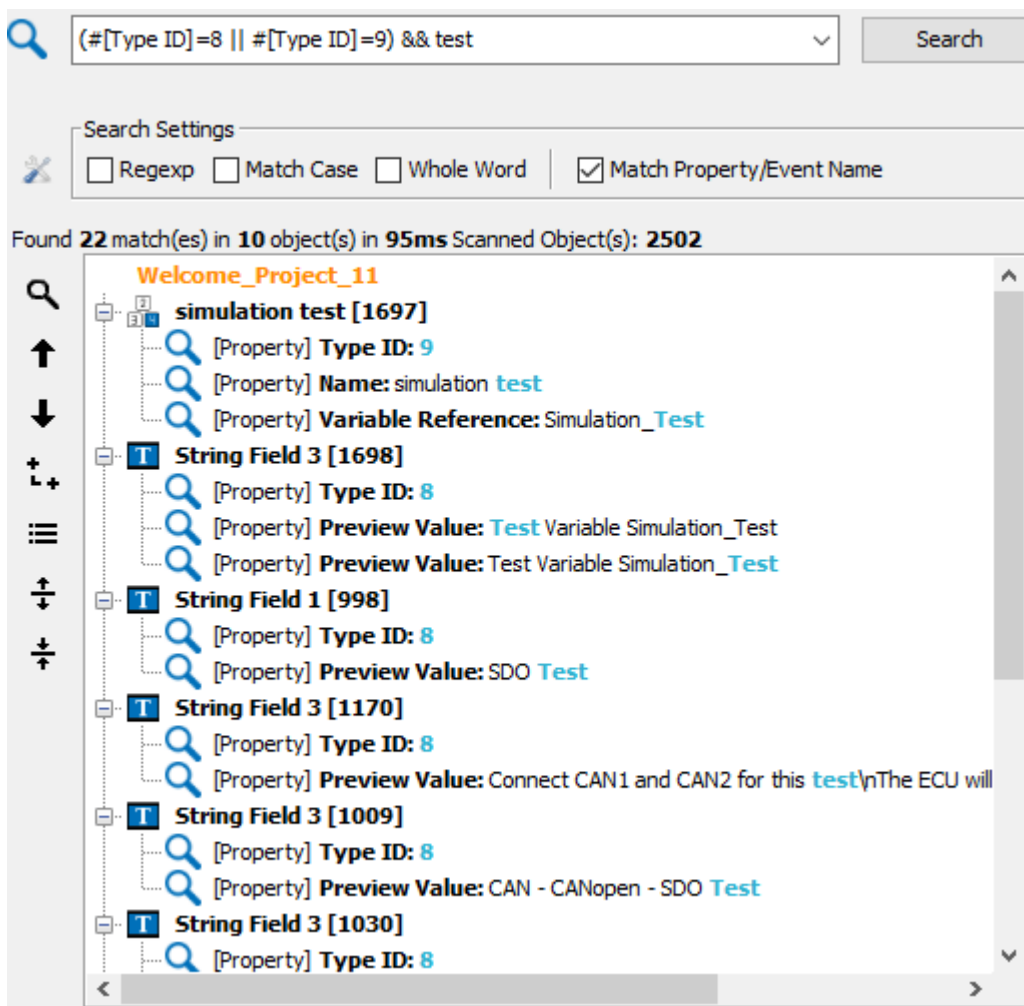 (#[Type ID]=8 || #[Type ID]=9) && test
Search
Search Settings
Regexp Match Case Whole Word Match Property/Event Name
Found 22 match(es) in 10 object(s) in 95ms Scanned Object(s): 2502
Welcome_Project_11
simulation test [1697]
[Property] Type ID: 9
[Property] Name: simulation test
[Property] Variable Reference: Simulation_Test
T String Field 3 [1698]
[Property] Type ID: 8
[Property] Preview Value: Test Variable Simulation_Test
[Property] Preview Value: Test Variable Simulation_Test
T String Field 1 [998]
[Property] Type ID: 8
[Property] Preview Value: SDO Test
T String Field 3 [1170]
[Property] Type ID: 8
[Property] Preview Value: Connect CAN1 and CAN2 for this test\nThe ECU will
T String Field 3 [1009]
[Property] Type ID: 8
[Property] Preview Value: CAN - CANopen - SDO Test
T String Field 3 [1030]
[Property] Type ID: 8